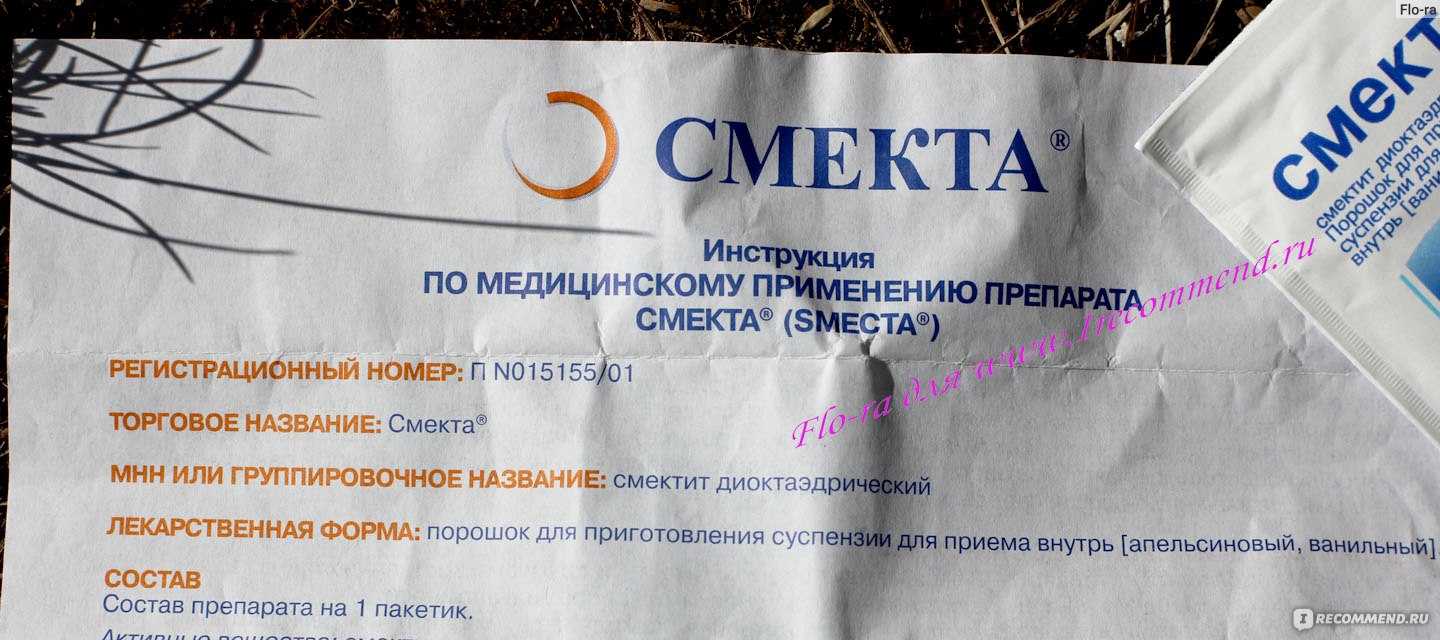 Flo-ra
СМЕКТА®
Инструкция
ПО МЕДИЦИНСКОМУ ПРИМЕНЕНИЮ ПРЕПАРАТА
СМЕКТА® (SMECTA®)
РЕГИСТРАЦИОННЫЙ НОМЕР: П N015155/01
ТОРГОВОЕ НАЗВАНИЕ: Смекта®
МНН ИЛИ ГРУППИРОВОЧНОЕ НАЗВАНИЕ: смектит диоктаэдрический
ЛЕКАРСТВЕННАЯ ФОРМА: порошок для приготовления суспензии для приема внутрь [апельсиновый, ванильный]
СОСТАВ
Состав препарата на 1 пакетик.
смект
смектит диоктаэд
Порошок для пр
суспензии для
внутрь [вани
Flo-ra для www.irecommend.ru
I RECOMMEND.RU